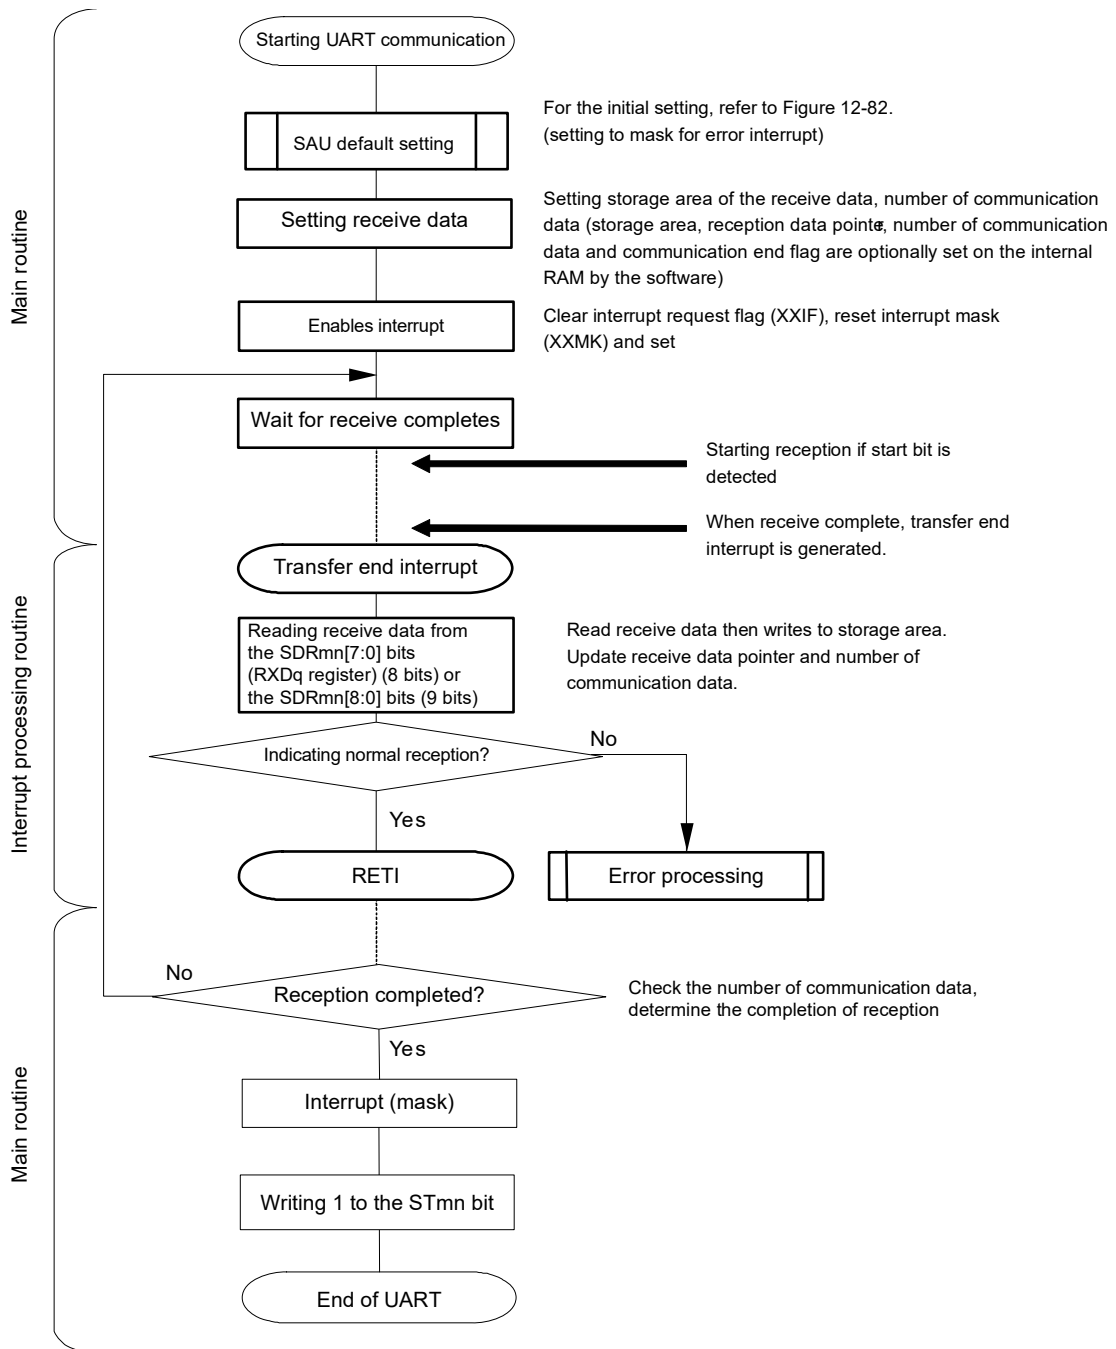 Starting UART communication
For the initial setting, refer to Figure 12-82.
(setting to mask for error interrupt)
SAU default setting
Setting storage area of the receive data, number of communication
data (storage area, reception data pointer, number of communication
data and communication end flag are optionally set on the internal
RAM by the software)
Setting receive data
Main routine
Enables interrupt
Clear interrupt request flag (XXIF), reset interrupt mask
(XXMK) and set
Wait for receive completes
Starting reception if start bit is
detected
When receive complete, transfer end
interrupt is generated.
Transfer end interrupt
Reading receive data from
the SDRmn[7:0] bits
(RXDq register) (8 bits) or
the SDRmn[8:0] bits (9 bits)
Read receive data then writes to storage area.
Update receive data pointer and number of
communication data.
Interrupt processing routine
Indicating normal reception?
No
Yes
RETI
Error processing
No
Reception completed?
Check the number of communication data,
determine the completion of reception
Yes
Main routine
Interrupt (mask)
Writing 1 to the STmn bit
End of UART